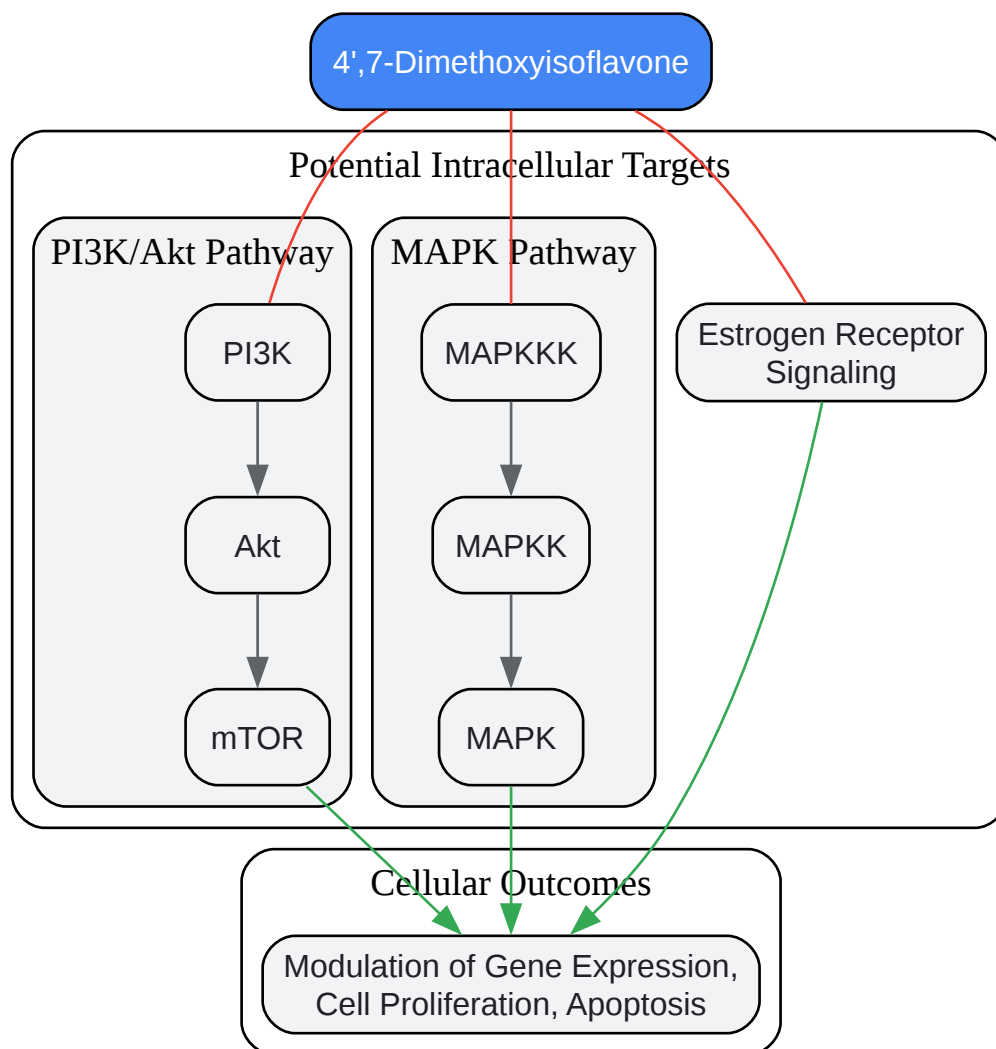 4',7-Dimethoxyisoflavone
Potential Intracellular Targets
PI3K/Akt Pathway
MAPK Pathway
PI3K
MAPKKK
Estrogen Receptor
Signaling
Akt
MAPKK
mTOR
MAPK
Cellular Outcomes
Modulation of Gene Expression,
Cell Proliferation, Apoptosis